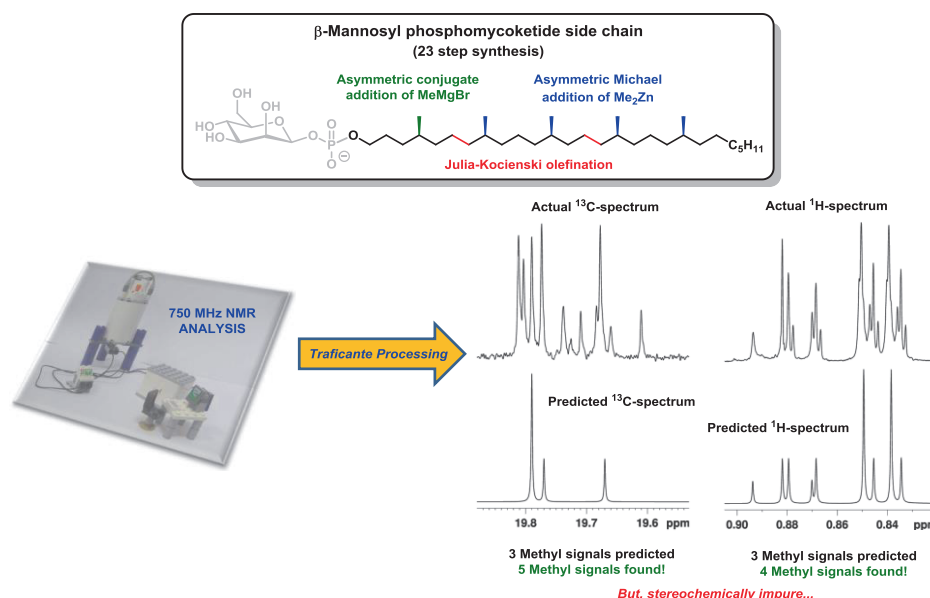 β-Mannosyl phosphomycoketide side chain
(23 step synthesis)
Asymmetric conjugate
addition of MeMgBr
Asymmetric Michael
addition of Me₂Zn
OH
OH
HO
HO
O
O
O
P
O
O
⊖
C₅H₁₁
Julia-Kocienski olefination
Actual ¹³C-spectrum
Actual ¹H-spectrum
750 MHz NMR
ANALYSIS
Traficante Processing
Predicted ¹³C-spectrum
Predicted ¹H-spectrum
19.8 19.7 19.6 ppm
0.90 0.88 0.86 0.84 ppm
3 Methyl signals predicted
5 Methyl signals found!
3 Methyl signals predicted
4 Methyl signals found!
But, stereochemically impure...